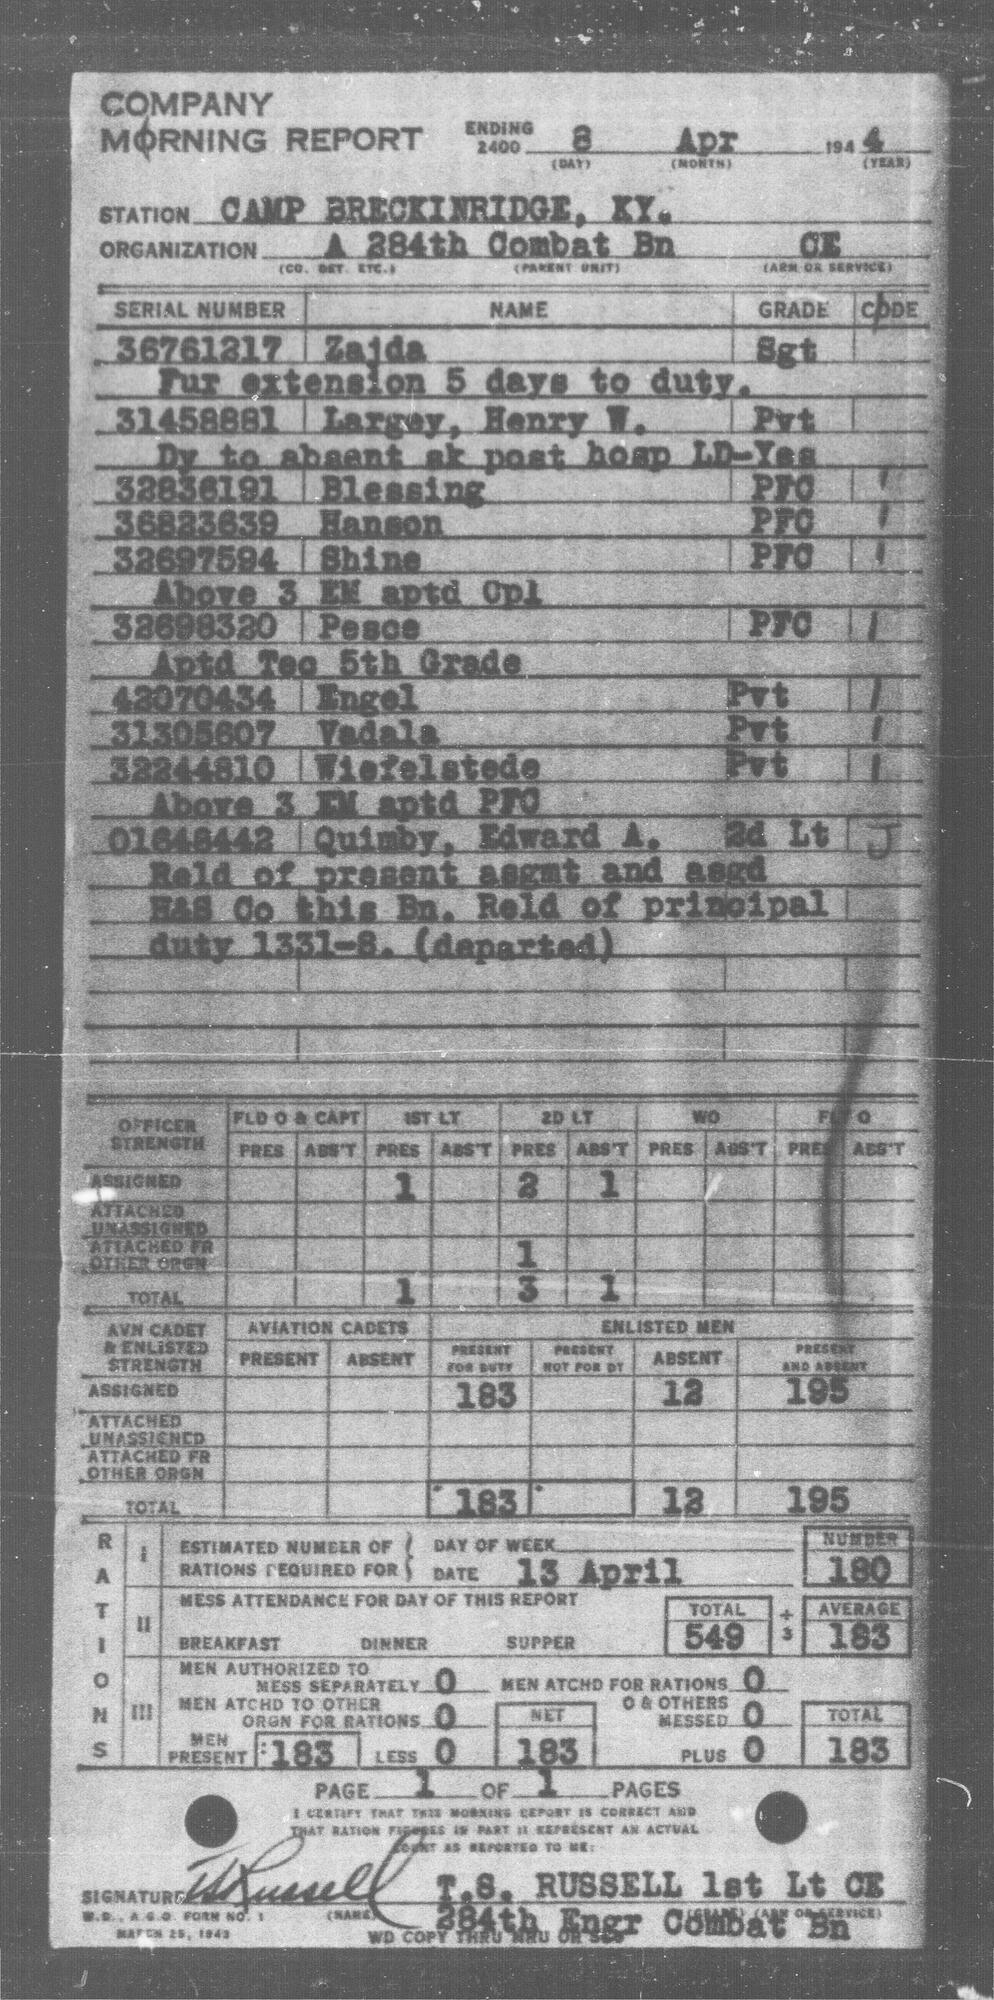 COMPANY
MORNING REPORT ENDING 2400 8 Apr 194 4
(DAY) (MONTH) (YEAR)
STATION CAMP BRECKINRIDGE, KY.
ORGANIZATION A 284th Combat Bn CE
(CO. DET. ETC.) (PARENT UNIT) (ARM OR SERVICE)
SERIAL NUMBER NAME GRADE CODE
36761217 Zajda Sgt
Fur extension 5 days to duty.
31458881 Largey, Henry W. Pvt
Dy to absent sk post hosp LD-Yes
32836191 Blessing PFC
36823639 Hanson PFC
32697594 Shine PFC
Above 3 EM aptd Cpl
32698320 Pesce PFC
Aptd Tec 5th Grade
42070434 Engel Pvt
31305607 Vadala Pvt
32244810 Wiefelstede Pvt
Above 3 EM aptd PFC
01648442 Quimby, Edward A. 2d Lt J
Reld of present asgmt and asgd
H&S Co this Bn. Reld of principal
duty 1331-8. (departed)
OFFICER STRENGTH FLD O & CAPT 1ST LT 2D LT WO FLT O
PRES ABS'T PRES ABS'T PRES ABS'T PRES ABS'T PRES ABS'T
ASSIGNED 1 2 1
ATTACHED UNASSIGNED
ATTACHED FR OTHER ORGN 1
TOTAL 1 3 1
AVN CADET & ENLISTED STRENGTH AVIATION CADETS ENLISTED MEN
PRESENT ABSENT PRESENT FOR DUTY PRESENT NOT FOR DY ABSENT PRESENT AND ABSENT
ASSIGNED 183 12 195
ATTACHED UNASSIGNED
ATTACHED FR OTHER ORGN
TOTAL 183 12 195
RATIONS
I ESTIMATED NUMBER OF RATIONS REQUIRED FOR DAY OF WEEK NUMBER
DATE 13 April 180
II MESS ATTENDANCE FOR DAY OF THIS REPORT TOTAL ÷ 3 AVERAGE
BREAKFAST DINNER SUPPER 549 183
III MEN AUTHORIZED TO MESS SEPARATELY 0 MEN ATCHD FOR RATIONS 0
MEN ATCHD TO OTHER ORGN FOR RATIONS 0 NET O & OTHERS MESSED 0 TOTAL
MEN PRESENT 183 LESS 0 183 PLUS 0 183
PAGE 1 OF 1 PAGES
I CERTIFY THAT THIS MORNING REPORT IS CORRECT AND
THAT RATION FIGURES IN PART II REPRESENT AN ACTUAL
COUNT AS REPORTED TO ME:
SIGNATURE TS Russell T.S. RUSSELL 1st Lt CE
W.D., A.G.O. FORM NO. 1 (NAME) (GRADE) (ARM OR SERVICE)
284th Engr Combat Bn
MARCH 25, 1943 WD COPY THRU MRU OR